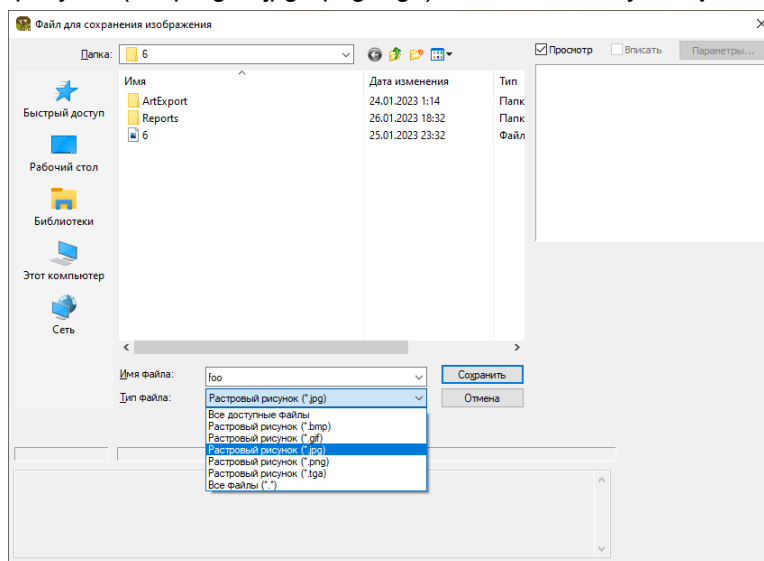 Файл для сохранения изображения
Папка: 6
Просмотр Вписать Параметры...
Имя Дата изменения Тип
ArtExport 24.01.2023 1:14 Папк
Reports 26.01.2023 18:32 Папк
6 25.01.2023 23:32 Файл
Быстрый доступ
Рабочий стол
Библиотеки
Этот компьютер
Сеть
Имя файла: foo Сохранить
Тип файла: Растровый рисунок (*.jpg) Отмена
Все доступные файлы
Растровый рисунок (*.bmp)
Растровый рисунок (*.gif)
Растровый рисунок (*.jpg)
Растровый рисунок (*.png)
Растровый рисунок (*.tga)
Все файлы (*.*)